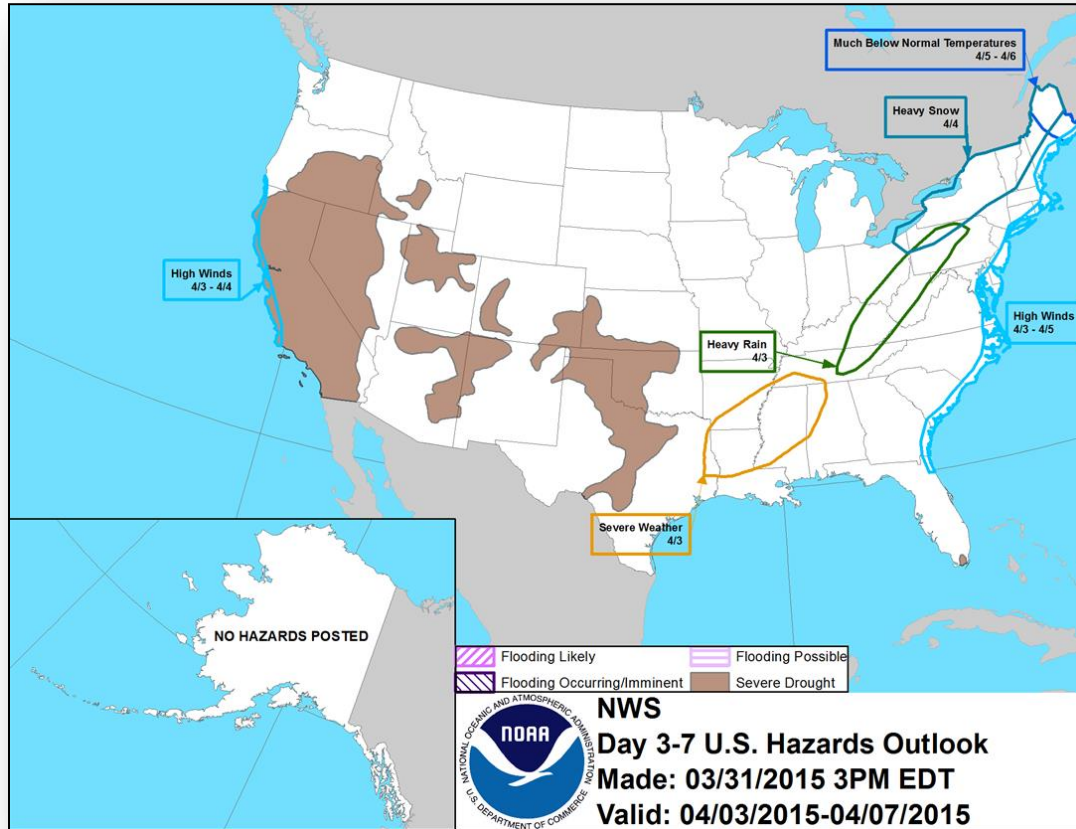 Much Below Normal Temperatures
4/5 - 4/6
Heavy Snow
4/4
High Winds
4/3 - 4/4
High Winds
4/3 - 4/5
Heavy Rain
4/3
Severe Weather
4/3
NO HAZARDS POSTED
Flooding Likely
Flooding Possible
Flooding Occurring/Imminent
Severe Drought
NATIONAL OCEANIC AND ATMOSPHERIC ADMINISTRATION
NOAA
U.S. DEPARTMENT OF COMMERCE
NWS
Day 3-7 U.S. Hazards Outlook
Made: 03/31/2015 3PM EDT
Valid: 04/03/2015-04/07/2015